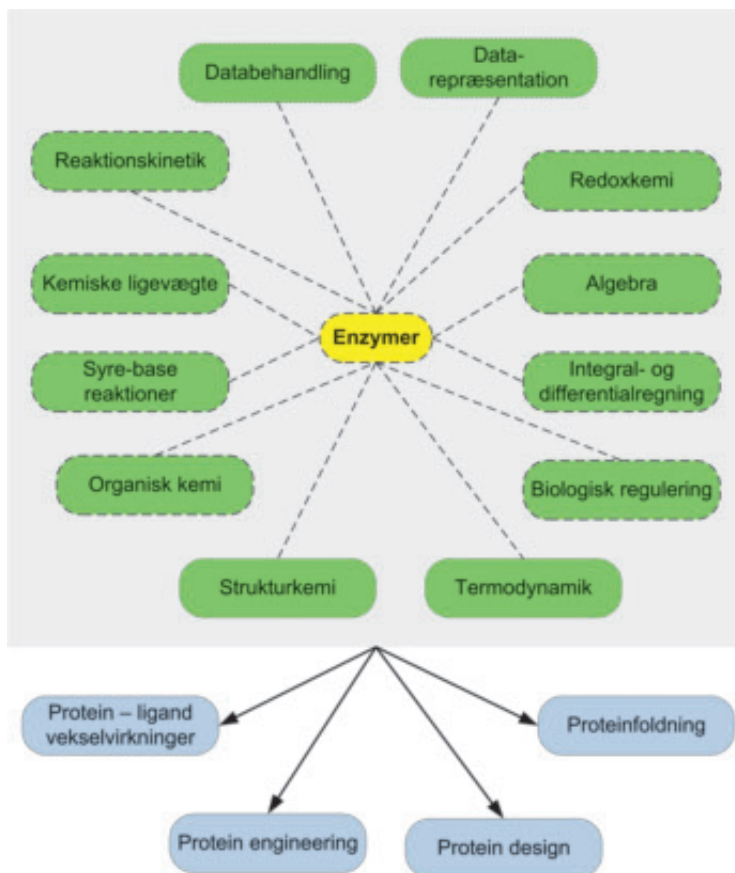 Databehandling
Data-
repræsentation
Reaktionskinetik
Redoxkemi
Kemiske ligevægte
Algebra
Enzymer
Syre-base
reaktioner
Integral- og
differentialregning
Organisk kemi
Biologisk regulering
Strukturkemi
Termodynamik
Protein – ligand
vekselvirkninger
Proteinfoldning
Protein engineering
Protein design